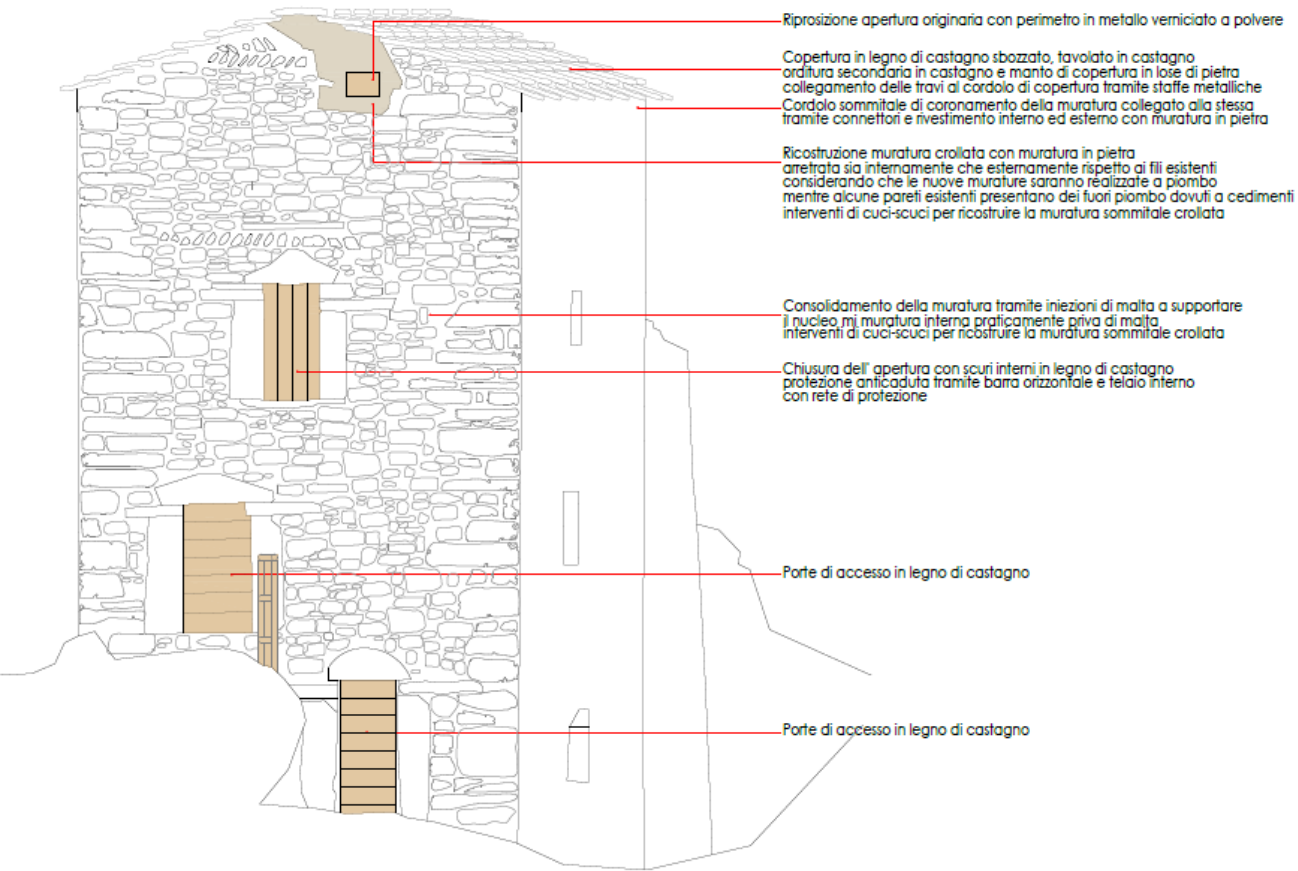 Riprosizione apertura originaria con perimetro in metallo verniciato a polvere
Copertura in legno di castagno sbozzato, tavolato in castagno
orditura secondaria in castagno e manto di copertura in lose di pietra
collegamento delle travi al cordolo di copertura tramite staffe metalliche
Cordolo sommitale di coronamento della muratura collegato alla stessa
tramite connettori e rivestimento interno ed esterno con muratura in pietra
Ricostruzione muratura crollata con muratura in pietra
arretrata sia internamente che esternamente rispetto ai fili esistenti
considerando che le nuove murature saranno realizzate a piombo
mentre alcune pareti esistenti presentano dei fuori piombo dovuti a cedimenti
interventi di cuci-scuci per ricostruire la muratura sommitale crollata
Consolidamento della muratura tramite iniezioni di malta a supportare
il nucleo mi muratura interna praticamente priva di malta
interventi di cuci-scuci per ricostruire la muratura sommitale crollata
Chiusura dell' apertura con scuri interni in legno di castagno
protezione anticaduta tramite barra orizzontale e telaio interno
con rete di protezione
Porte di accesso in legno di castagno
Porte di accesso in legno di castagno